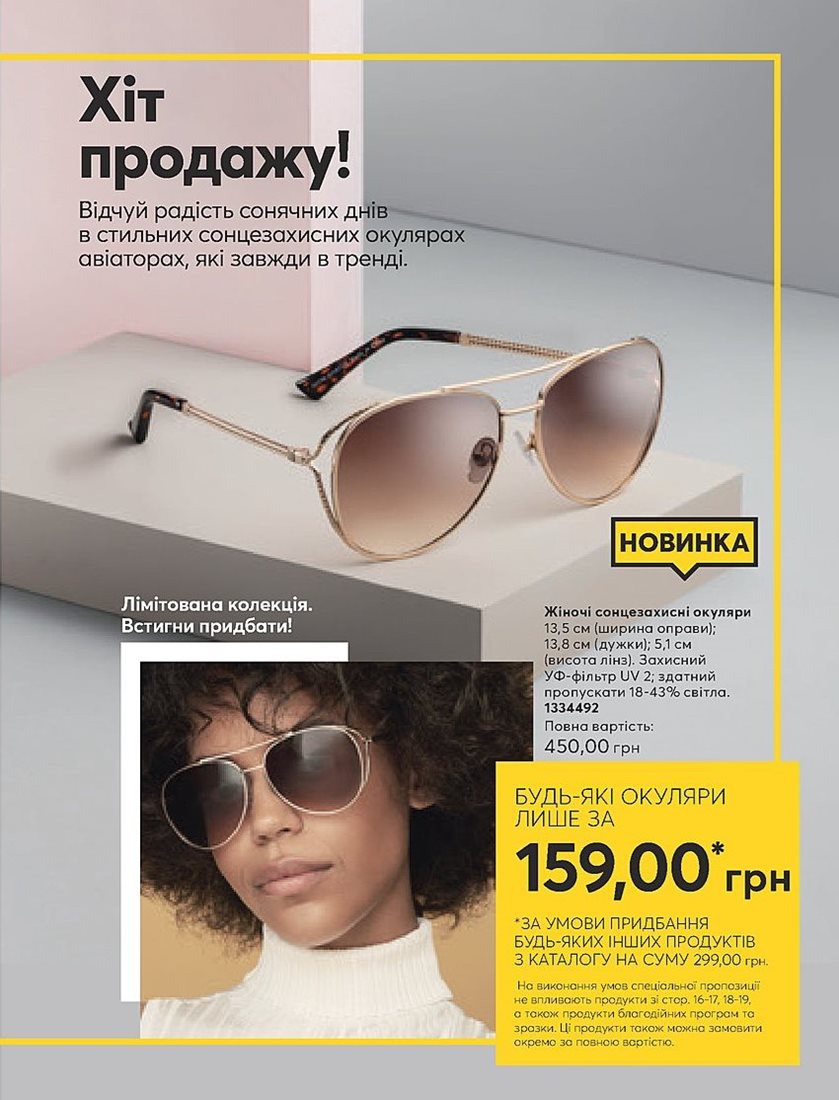 Хіт
продажу!
Відчуй радість сонячних днів
в стильних сонцезахисних окулярах
авіаторах, які завжди в тренді.
НОВИНКА
Лімітована колекція.
Встигни придбати!
Жіночі сонцезахисні окуляри
13,5 см (ширина оправи);
13,8 см (дужки); 5,1 см
(висота лінз). Захисний
УФ-фільтр UV 2; здатний
пропускати 18-43% світла.
1334492
Повна вартість:
450,00 грн
БУДЬ-ЯКІ ОКУЛЯРИ
ЛИШЕ ЗА
159,00* грн
*ЗА УМОВИ ПРИДБАННЯ
БУДЬ-ЯКИХ ІНШИХ ПРОДУКТІВ
З КАТАЛОГУ НА СУМУ 299,00 грн.
На виконання умов спеціальної пропозиції
не впливають продукти зі стор. 16-17, 18-19,
а також продукти благодійних програм та
зразки. Ці продукти також можна замовити
окремо за повною вартістю.